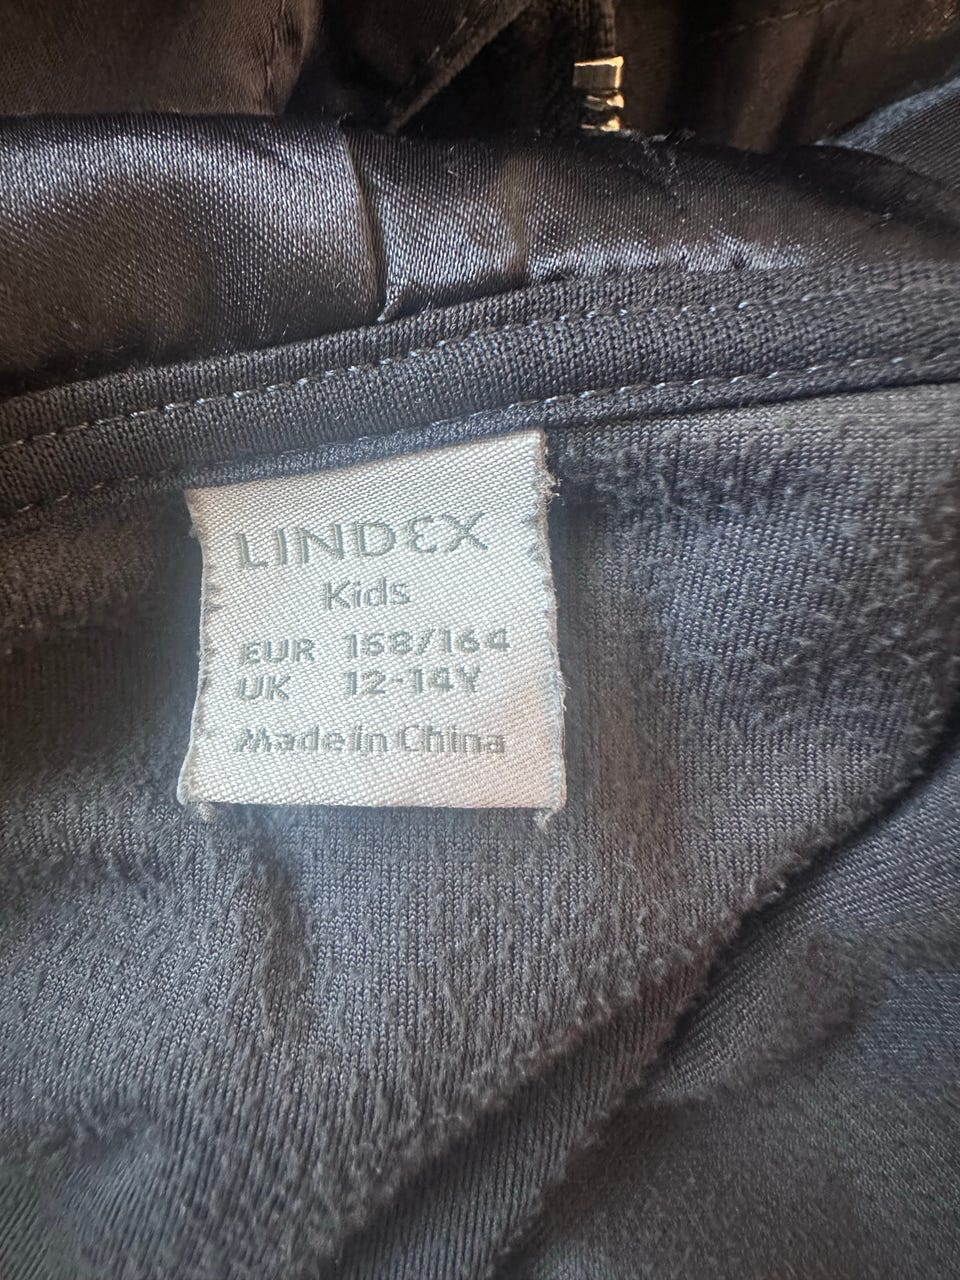 LINDEX
Kids
EUR 158/164
UK 12-14Y
Made in China